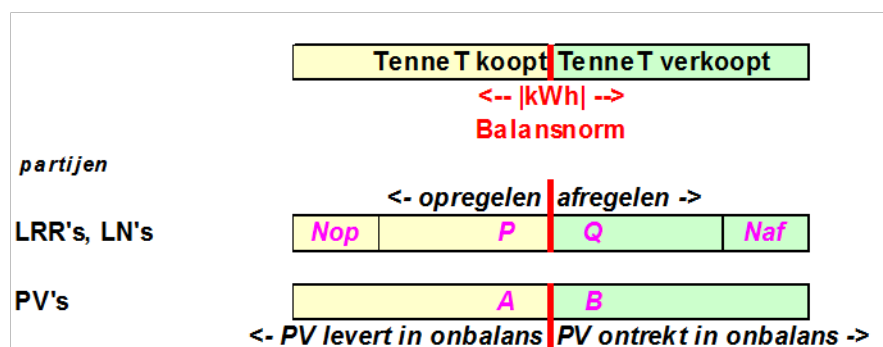 TenneT koopt TenneT verkoopt
<-- |kWh| -->
Balansnorm
partijen
<- opregelen afregelen ->
LRR's, LN's Nop P Q Naf
PV's A B
<- PV levert in onbalans PV ontrekt in onbalans ->